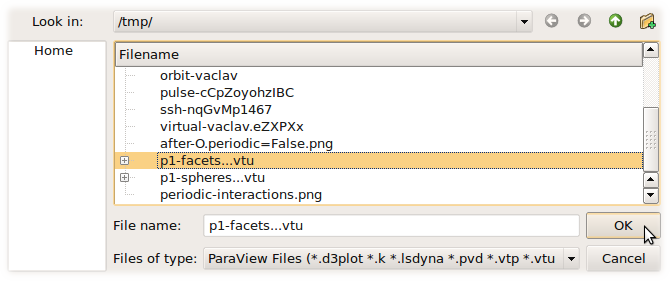 Look in: /tmp/
Home
Filename
orbit-vaclav
pulse-cCpZoyohzIBC
ssh-nqGvMp1467
virtual-vaclav.eZXPXx
after-O.periodic=False.png
p1-facets...vtu
p1-spheres...vtu
periodic-interactions.png
File name: p1-facets...vtu OK
Files of type: ParaView Files (*.d3plot *.k *.lsdyna *.pvd *.vtp *.vtu Cancel